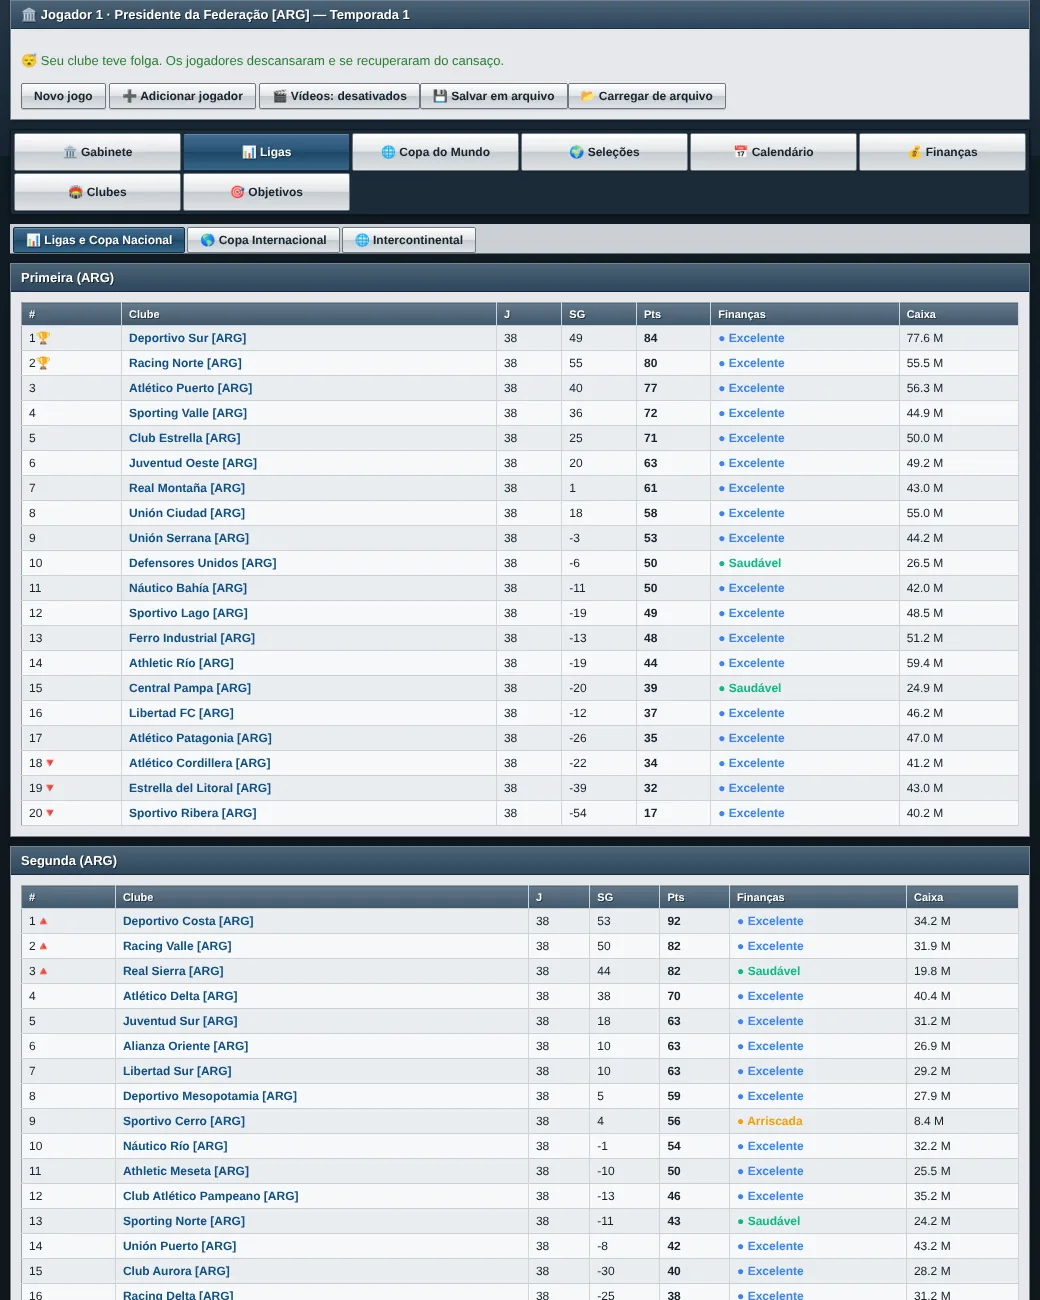 🏛️ Jogador 1 · Presidente da Federação [ARG] — Temporada 1
😴 Seu clube teve folga. Os jogadores descansaram e se recuperaram do cansaço.
Novo jogo ➕ Adicionar jogador 🎬 Vídeos: desativados 💾 Salvar em arquivo 📂 Carregar de arquivo
🏛️ Gabinete 📊 Ligas 🌐 Copa do Mundo 🌍 Seleções 📅 Calendário 💰 Finanças
🏟️ Clubes 🎯 Objetivos
📊 Ligas e Copa Nacional 🌎 Copa Internacional 🌐 Intercontinental
Primeira (ARG)
# Clube J SG Pts Finanças Caixa
1🏆 Deportivo Sur [ARG] 38 49 84 ● Excelente 77.6 M
2🏆 Racing Norte [ARG] 38 55 80 ● Excelente 55.5 M
3 Atlético Puerto [ARG] 38 40 77 ● Excelente 56.3 M
4 Sporting Valle [ARG] 38 36 72 ● Excelente 44.9 M
5 Club Estrella [ARG] 38 25 71 ● Excelente 50.0 M
6 Juventud Oeste [ARG] 38 20 63 ● Excelente 49.2 M
7 Real Montaña [ARG] 38 1 61 ● Excelente 43.0 M
8 Unión Ciudad [ARG] 38 18 58 ● Excelente 55.0 M
9 Unión Serrana [ARG] 38 -3 53 ● Excelente 44.2 M
10 Defensores Unidos [ARG] 38 -6 50 ● Saudável 26.5 M
11 Náutico Bahía [ARG] 38 -11 50 ● Excelente 42.0 M
12 Sportivo Lago [ARG] 38 -19 49 ● Excelente 48.5 M
13 Ferro Industrial [ARG] 38 -13 48 ● Excelente 51.2 M
14 Athletic Río [ARG] 38 -19 44 ● Excelente 59.4 M
15 Central Pampa [ARG] 38 -20 39 ● Saudável 24.9 M
16 Libertad FC [ARG] 38 -12 37 ● Excelente 46.2 M
17 Atlético Patagonia [ARG] 38 -26 35 ● Excelente 47.0 M
18🔻 Atlético Cordillera [ARG] 38 -22 34 ● Excelente 41.2 M
19🔻 Estrella del Litoral [ARG] 38 -39 32 ● Excelente 43.0 M
20🔻 Sportivo Ribera [ARG] 38 -54 17 ● Excelente 40.2 M
Segunda (ARG)
# Clube J SG Pts Finanças Caixa
1🔺 Deportivo Costa [ARG] 38 53 92 ● Excelente 34.2 M
2🔺 Racing Valle [ARG] 38 50 82 ● Excelente 31.9 M
3🔺 Real Sierra [ARG] 38 44 82 ● Saudável 19.8 M
4 Atlético Delta [ARG] 38 38 70 ● Excelente 40.4 M
5 Juventud Sur [ARG] 38 18 63 ● Excelente 31.2 M
6 Alianza Oriente [ARG] 38 10 63 ● Excelente 26.9 M
7 Libertad Sur [ARG] 38 10 63 ● Excelente 29.2 M
8 Deportivo Mesopotamia [ARG] 38 5 59 ● Excelente 27.9 M
9 Sportivo Cerro [ARG] 38 4 56 ● Arriscada 8.4 M
10 Náutico Río [ARG] 38 -1 54 ● Excelente 32.2 M
11 Athletic Meseta [ARG] 38 -10 50 ● Excelente 25.5 M
12 Club Atlético Pampeano [ARG] 38 -13 46 ● Excelente 35.2 M
13 Sporting Norte [ARG] 38 -11 43 ● Saudável 24.2 M
14 Unión Puerto [ARG] 38 -8 42 ● Excelente 43.2 M
15 Club Aurora [ARG] 38 -30 40 ● Excelente 28.2 M
16 Racing Delta [ARG] 38 -25 38 ● Excelente 31.2 M